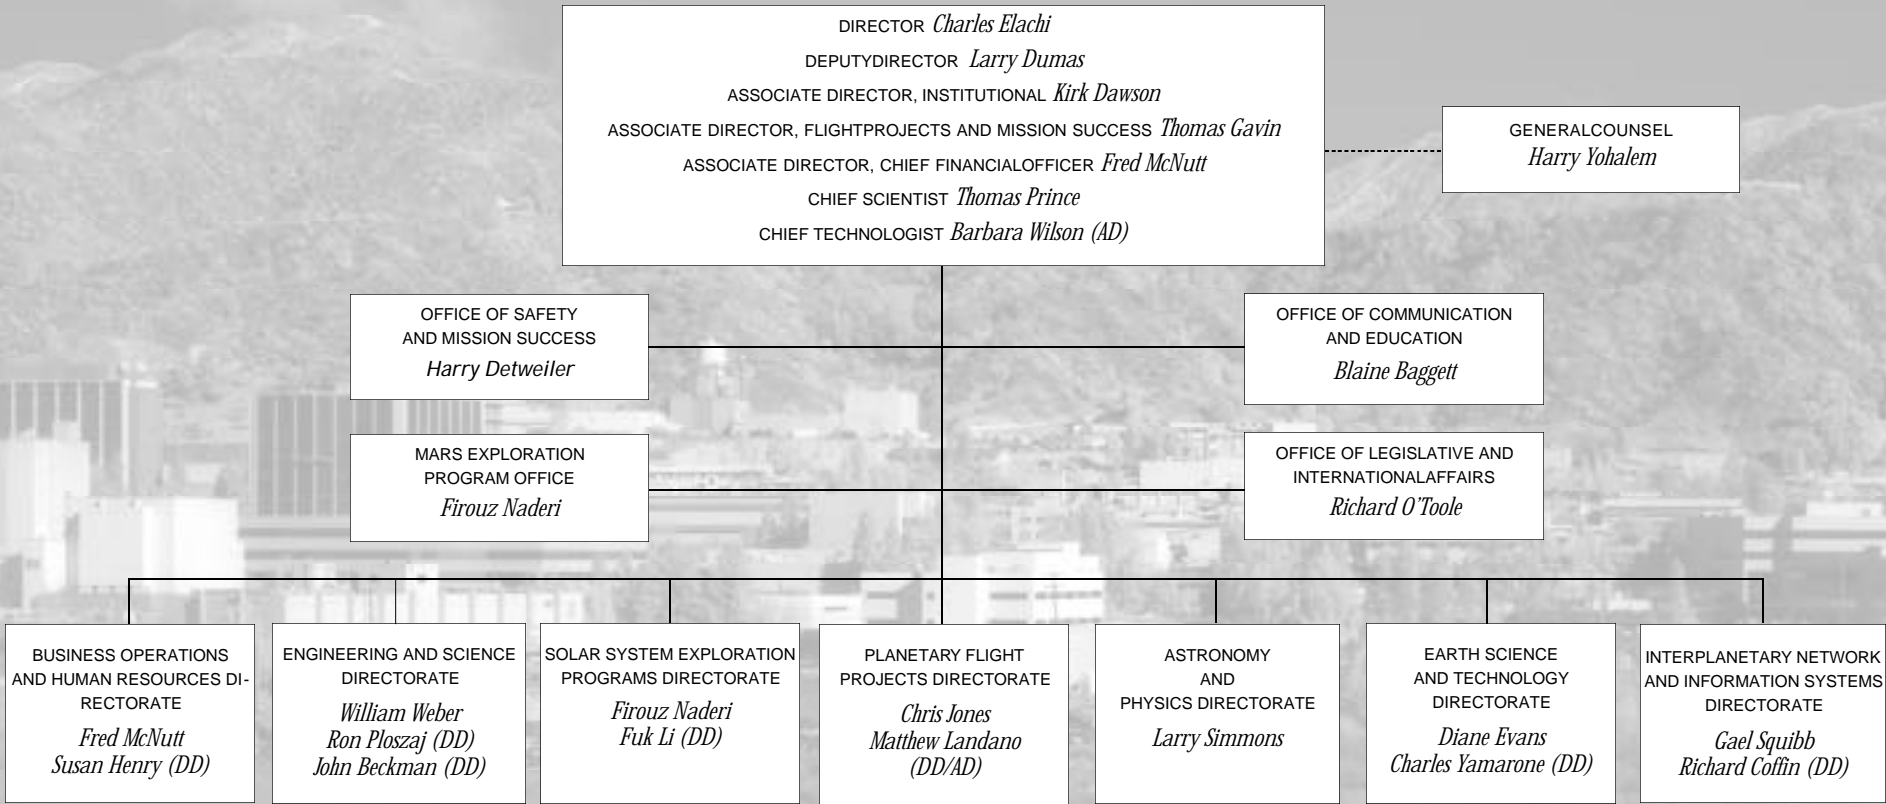 DIRECTOR Charles Elachi
DEPUTYDIRECTOR Larry Dumas
ASSOCIATE DIRECTOR, INSTITUTIONAL Kirk Dawson
ASSOCIATE DIRECTOR, FLIGHTPROJECTS AND MISSION SUCCESS Thomas Gavin
ASSOCIATE DIRECTOR, CHIEF FINANCIALOFFICER Fred McNutt
CHIEF SCIENTIST Thomas Prince
CHIEF TECHNOLOGIST Barbara Wilson (AD)
GENERALCOUNSEL
Harry Yohalem
OFFICE OF SAFETY
AND MISSION SUCCESS
Harry Detweiler
OFFICE OF COMMUNICATION
AND EDUCATION
Blaine Baggett
MARS EXPLORATION
PROGRAM OFFICE
Firouz Naderi
OFFICE OF LEGISLATIVE AND
INTERNATIONALAFFAIRS
Richard O'Toole
BUSINESS OPERATIONS
AND HUMAN RESOURCES DI-
RECTORATE
Fred McNutt
Susan Henry (DD)
ENGINEERING AND SCIENCE
DIRECTORATE
William Weber
Ron Ploszaj (DD)
John Beckman (DD)
SOLAR SYSTEM EXPLORATION
PROGRAMS DIRECTORATE
Firouz Naderi
Fuk Li (DD)
PLANETARY FLIGHT
PROJECTS DIRECTORATE
Chris Jones
Matthew Landano
(DD/AD)
ASTRONOMY
AND
PHYSICS DIRECTORATE
Larry Simmons
EARTH SCIENCE
AND TECHNOLOGY
DIRECTORATE
Diane Evans
Charles Yamarone (DD)
INTERPLANETARY NETWORK
AND INFORMATION SYSTEMS
DIRECTORATE
Gael Squibb
Richard Coffin (DD)